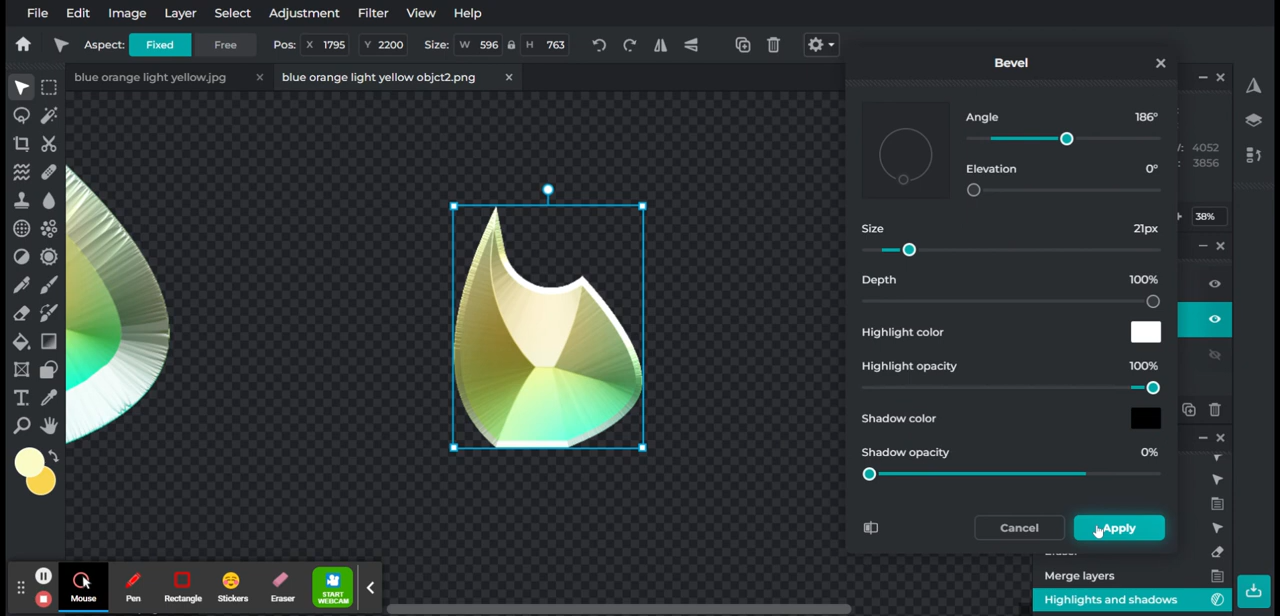 File Edit Image Layer Select Adjustment Filter View Help
Aspect: Fixed Free Pos: X 1795 Y 2200 Size: W 596 H 763
blue orange light yellow.jpg × blue orange light yellow objct2.png ×
Bevel
Angle 186°
Elevation 0°
Size 21px
Depth 100%
Highlight color
Highlight opacity 100%
Shadow color
Shadow opacity 0%
Cancel Apply
4052
3856
38%
Merge layers
Highlights and shadows
Mouse Pen Rectangle Stickers Eraser START WEBCAM